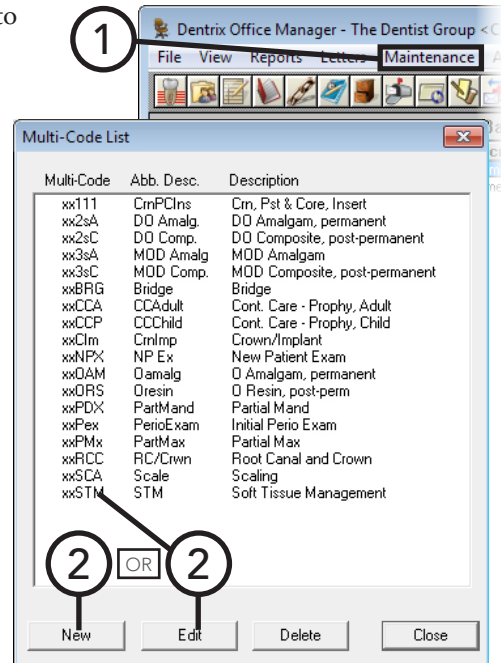 to
1
Dentrix Office Manager - The Dentist Group <
File View Reports Letters Maintenance
Multi-Code List
Multi-Code Abb. Desc. Description
xx111 CrnPCIns Crn, Pst & Core, Insert
xx2sA DO Amalg. DO Amalgam, permanent
xx2sC DO Comp. DO Composite, post-permanent
xx3sA MOD Amalg MOD Amalgam
xx3sC MOD Comp. MOD Composite, post-permanent
xxBRG Bridge Bridge
xxCCA CCAdult Cont. Care - Prophy, Adult
xxCCP CCChild Cont. Care - Prophy, Child
xxCIm CrnImp Crown/Implant
xxNPX NP Ex New Patient Exam
xxOAM Oamalg O Amalgam, permanent
xxORS Oresin O Resin, post-perm
xxPDX PartMand Partial Mand
xxPex PerioExam Initial Perio Exam
xxPMx PartMax Partial Max
xxRCC RC/Crwn Root Canal and Crown
xxSCA Scale Scaling
xxSTM STM Soft Tissue Management
2 OR 2
New Edit Delete Close